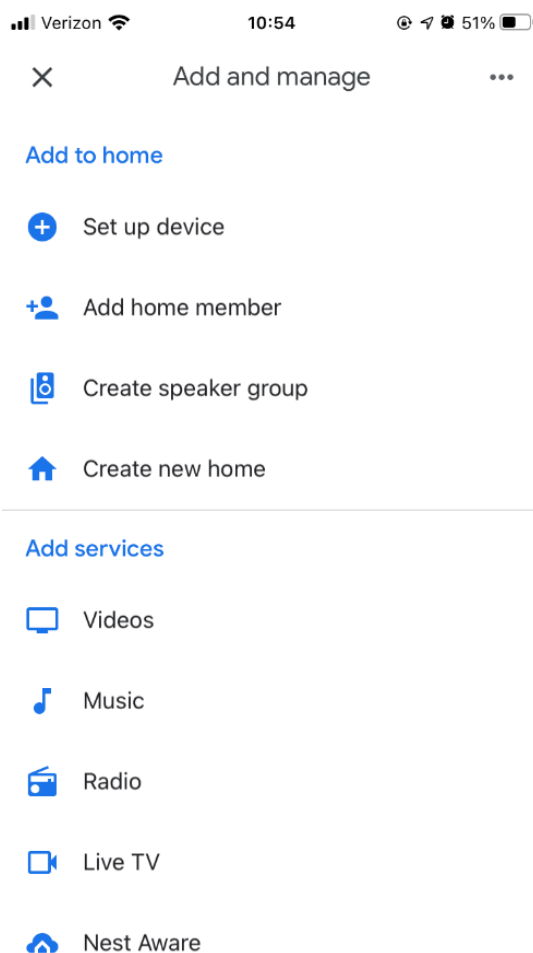 Verizon 10:54 51%
Add and manage
Add to home
Set up device
Add home member
Create speaker group
Create new home
Add services
Videos
Music
Radio
Live TV
Nest Aware